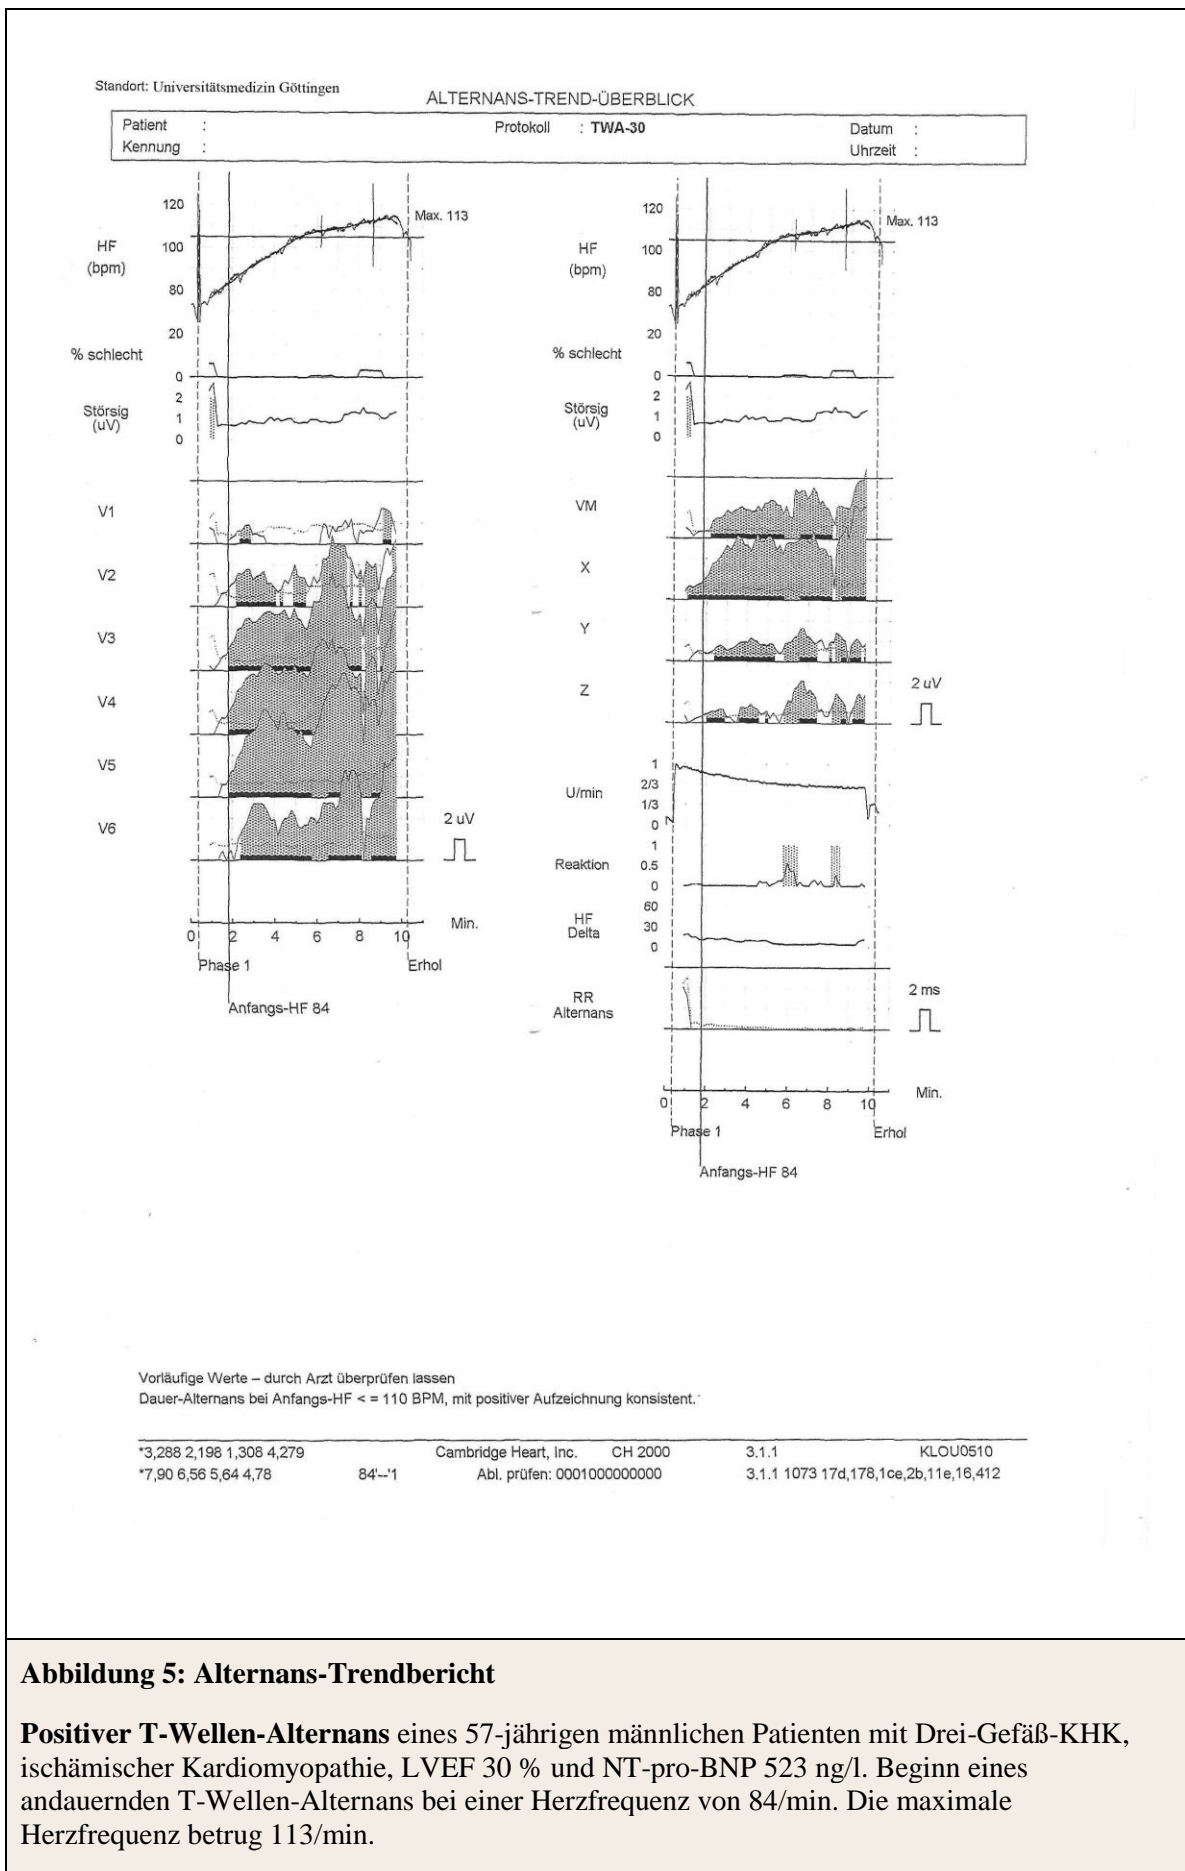 Standort: Universitätsmedizin Göttingen
ALTERNANS-TREND-ÜBERBLICK
Patient : Protokoll : TWA-30 Datum :
Kennung : Uhrzeit :
120
HF 100
(bpm)
80
Max. 113
20
% schlecht
0
2
Störsig 1
(uV)
0
V1
V2
V3
V4
V5
V6
2 uV
0 2 4 6 8 10 Min.
Phase 1 Erhol
Anfangs-HF 84
120
HF 100
(bpm)
80
Max. 113
20
% schlecht
0
2
Störsig 1
(uV)
0
VM
X
Y
Z
2 uV
1
U/min 2/3
1/3
0
1
Reaktion 0.5
0
60
HF 30
Delta 0
RR
Alternans
2 ms
0 2 4 6 8 10 Min.
Phase 1 Erhol
Anfangs-HF 84
Vorläufige Werte – durch Arzt überprüfen lassen
Dauer-Alternans bei Anfangs-HF < = 110 BPM, mit positiver Aufzeichnung konsistent.
*3,288 2,198 1,308 4,279 Cambridge Heart, Inc. CH 2000 3.1.1 KLOU0510
*7,90 6,56 5,64 4,78 84'--'1 Abl. prüfen: 0001000000000 3.1.1 1073 17d,178,1ce,2b,11e,16,412
Abbildung 5: Alternans-Trendbericht
Positiver T-Wellen-Alternans eines 57-jährigen männlichen Patienten mit Drei-Gefäß-KHK,
ischämischer Kardiomyopathie, LVEF 30 % und NT-pro-BNP 523 ng/l. Beginn eines
andauernden T-Wellen-Alternans bei einer Herzfrequenz von 84/min. Die maximale
Herzfrequenz betrug 113/min.